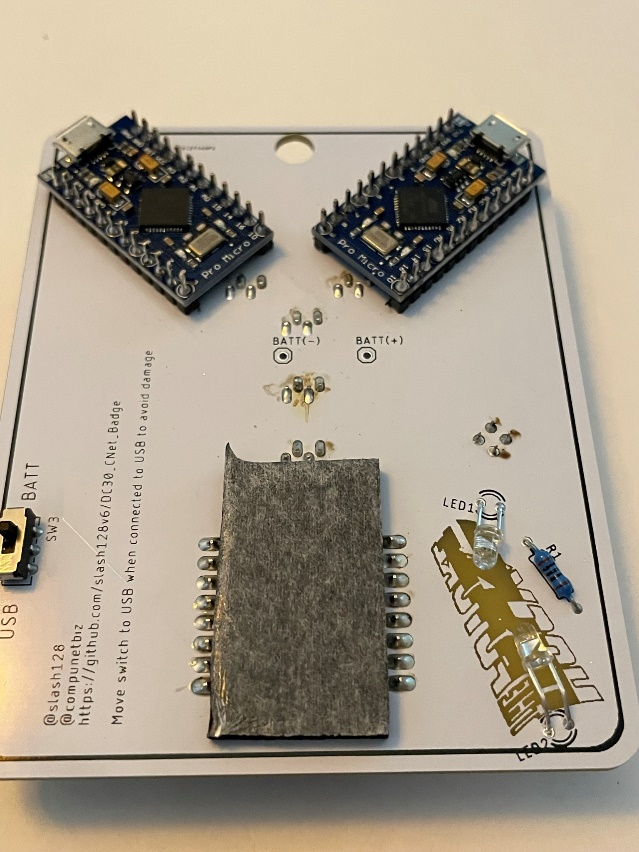 Pro Micro
Pro Micro
BATT(-)
BATT(+)
BATT
SW3
USB
LED1
R1
LED2
@slash128
@compunetbiz
https://github.com/slash128v6/DC30_CNet_Badge
Move switch to USB when connected to USB to avoid damage